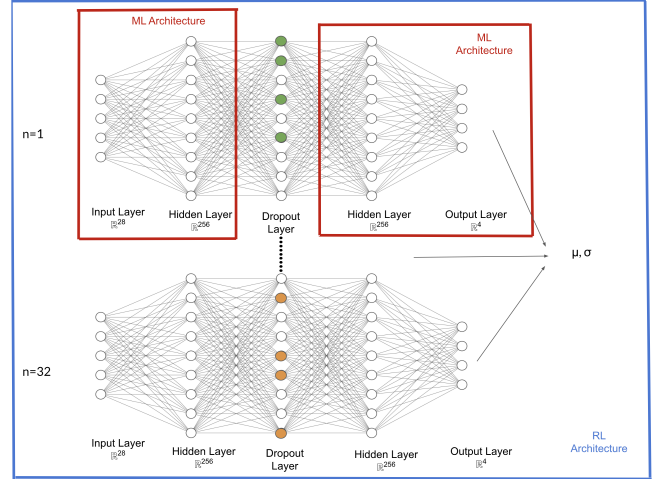 ML Architecture
ML
Architecture
n=1
Input Layer
ℝ²⁸
Hidden Layer
ℝ²⁵⁶
Dropout
Layer
Hidden Layer
ℝ²⁵⁶
Output Layer
ℝ⁴
μ, σ
n=32
Input Layer
ℝ²⁸
Hidden Layer
ℝ²⁵⁶
Dropout
Layer
Hidden Layer
ℝ²⁵⁶
Output Layer
ℝ⁴
RL
Architecture